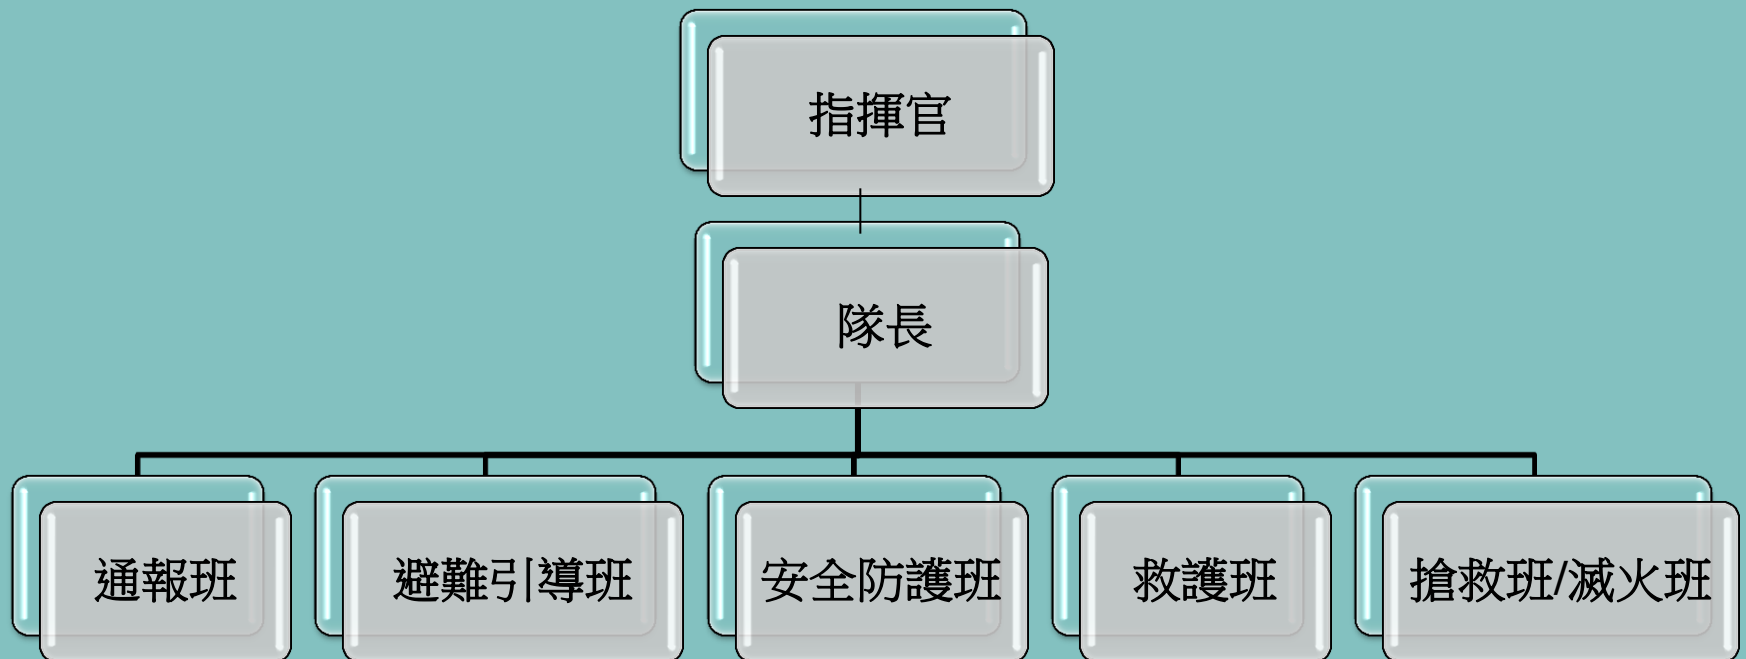 指揮官
隊長
通報班
避難引導班
安全防護班
救護班
搶救班/滅火班